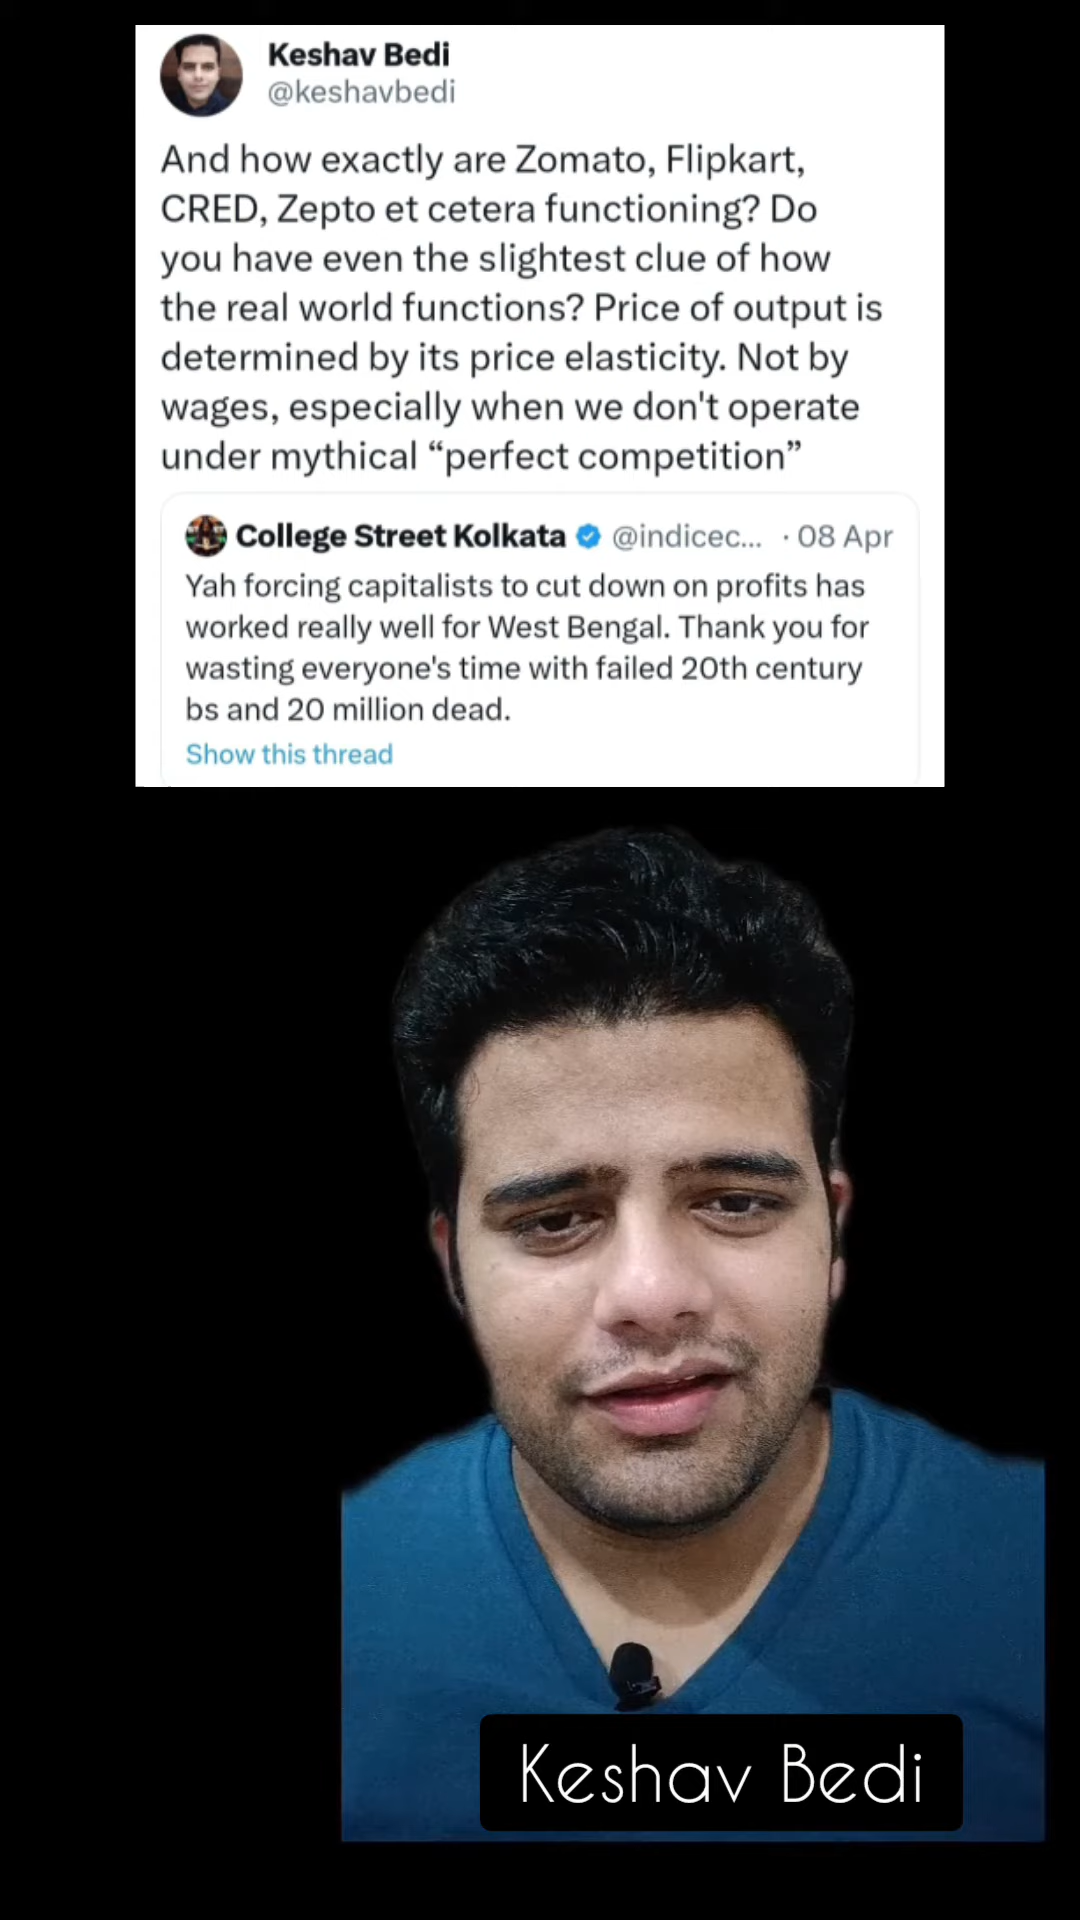 Keshav Bedi
@keshavbedi
And how exactly are Zomato, Flipkart,
CRED, Zepto et cetera functioning? Do
you have even the slightest clue of how
the real world functions? Price of output is
determined by its price elasticity. Not by
wages, especially when we don't operate
under mythical “perfect competition”
College Street Kolkata @indicec... · 08 Apr
Yah forcing capitalists to cut down on profits has
worked really well for West Bengal. Thank you for
wasting everyone's time with failed 20th century
bs and 20 million dead.
Show this thread
Keshav Bedi